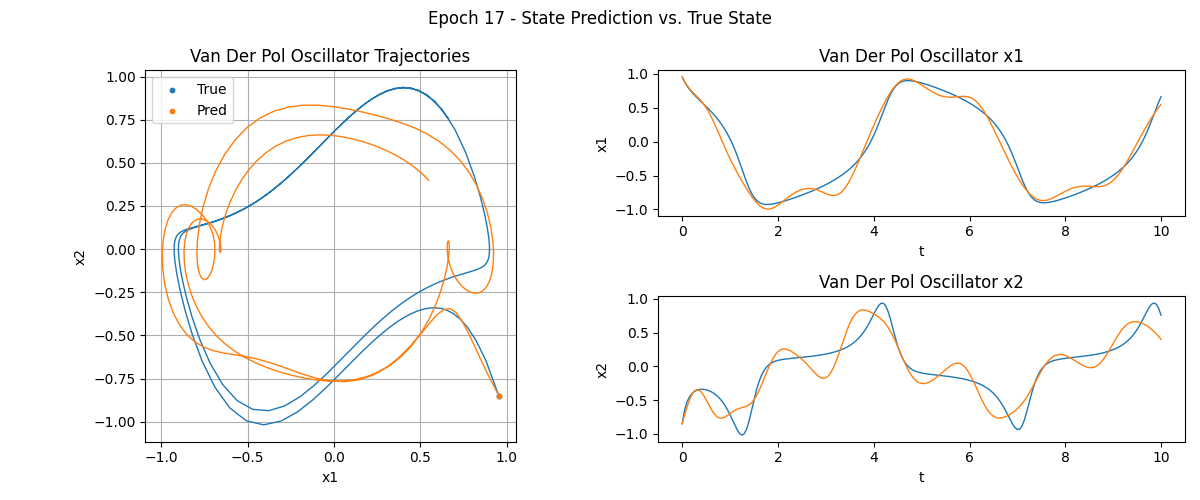 Epoch 17 - State Prediction vs. True State
Van Der Pol Oscillator Trajectories
True
Pred
1.00
0.75
0.50
0.25
0.00
−0.25
−0.50
−0.75
−1.00
x2
−1.0 −0.5 0.0 0.5 1.0
x1
Van Der Pol Oscillator x1
1.0
0.5
0.0
−0.5
−1.0
x1
0 2 4 6 8 10
t
Van Der Pol Oscillator x2
1.0
0.5
0.0
−0.5
−1.0
x2
0 2 4 6 8 10
t